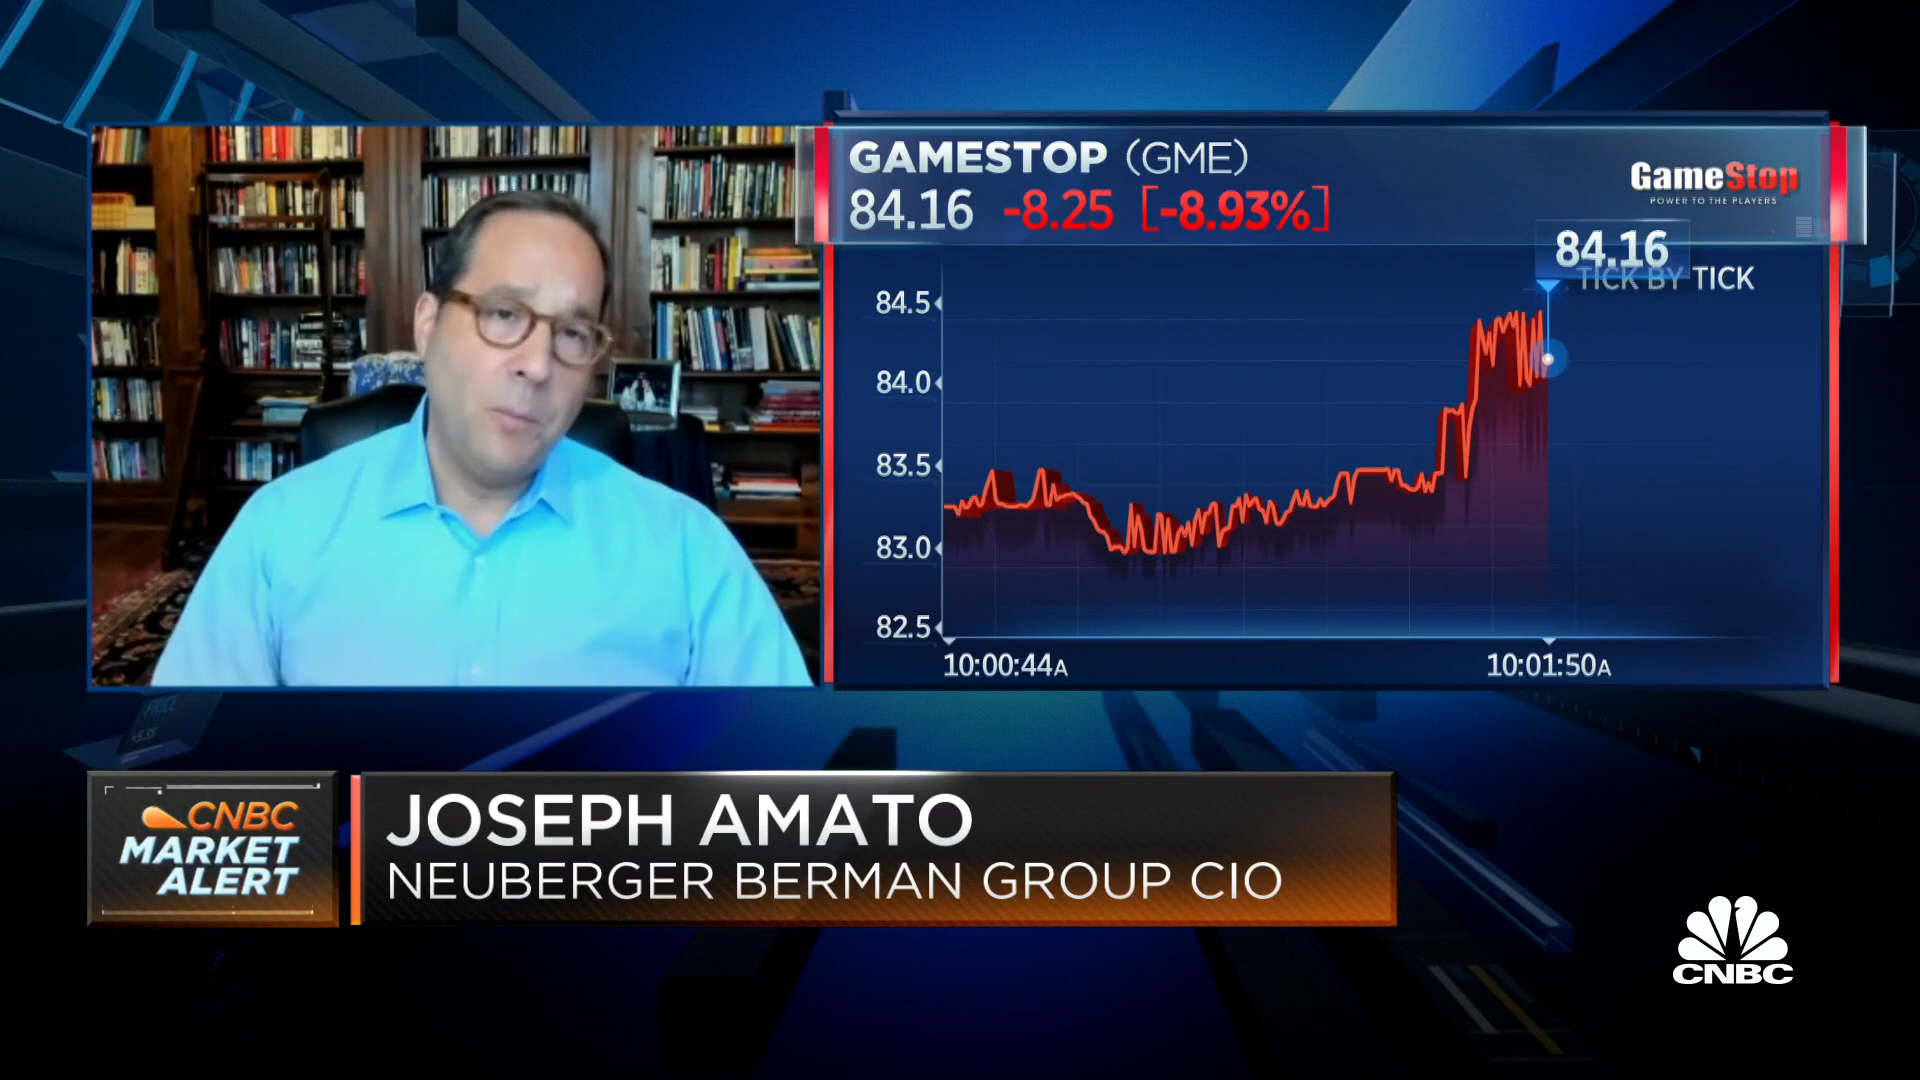 GAMESTOP (GME)
84.16 -8.25 [-8.93%]
GameStop
POWER TO THE PLAYERS
84.16
TICK BY TICK
84.5
84.0
83.5
83.0
82.5
10:00:44A
10:01:50A
PRICE
CNBC
MARKET
ALERT
JOSEPH AMATO
NEUBERGER BERMAN GROUP CIO
CNBC